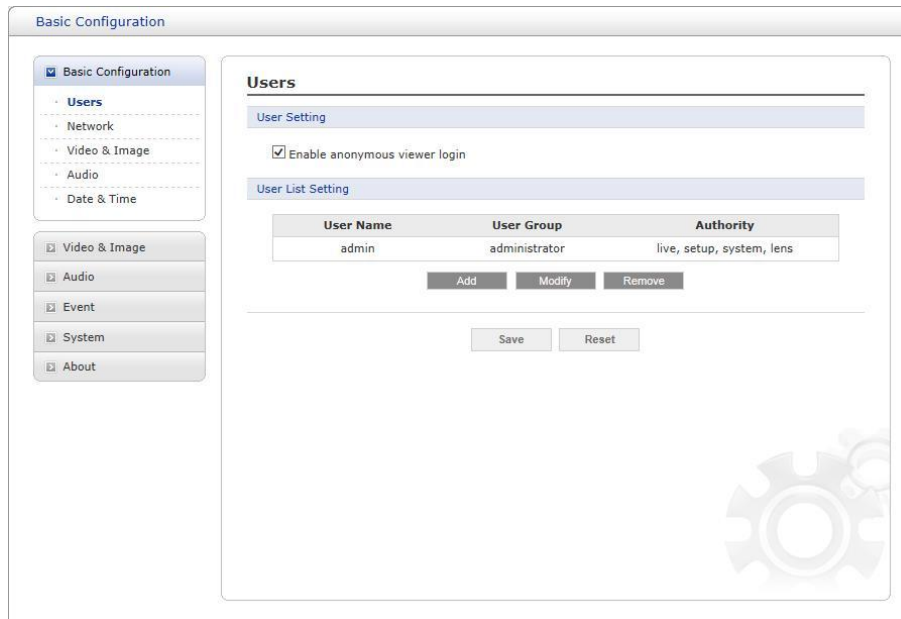 Basic Configuration
Basic Configuration
Users
Network
Video & Image
Audio
Date & Time
Video & Image
Audio
Event
System
About
Users
User Setting
Enable anonymous viewer login
User List Setting
User Name User Group Authority
admin administrator live, setup, system, lens
Add Modify Remove
Save Reset